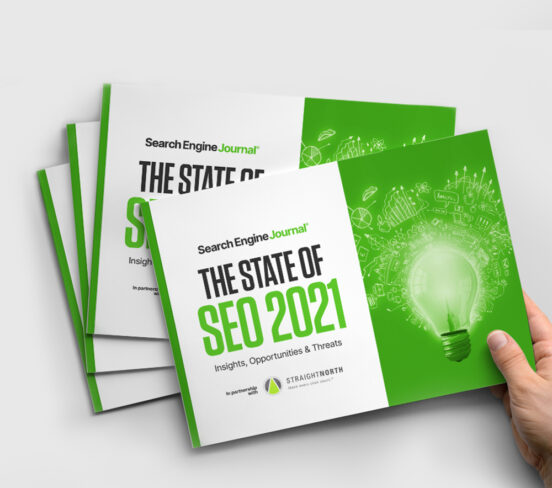 Search Engine Journal®
THE STATE OF
Insights
In partnership
Search Engine Journal®
THE STATE OF
SEO 2021
Insights, Opportunities & Threats
In partnership
with
STRAIGHTNORTH